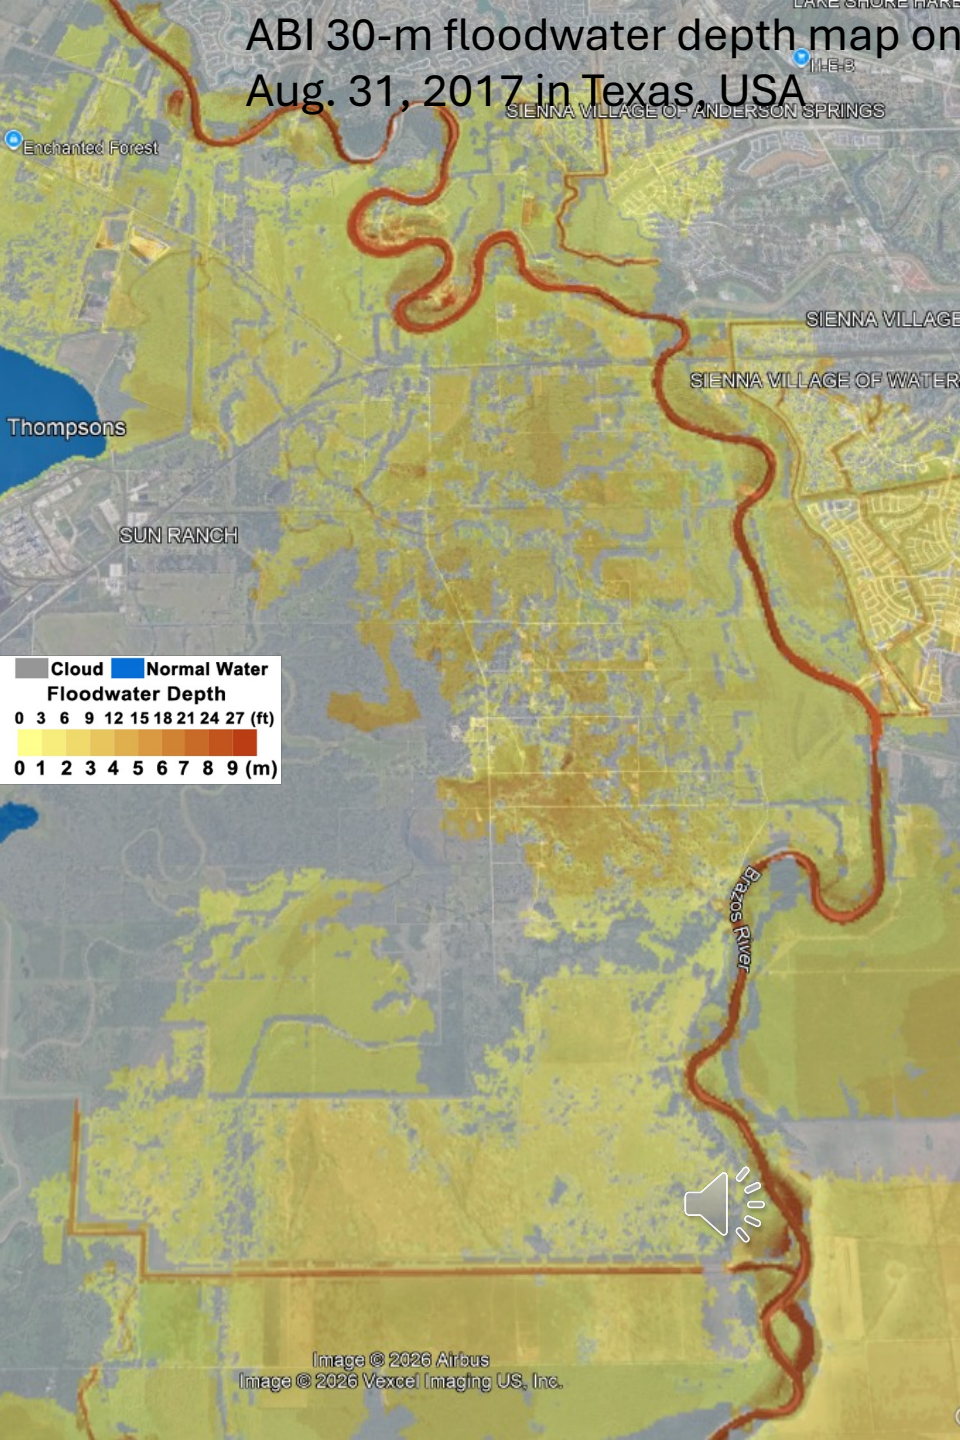 LAKE SHORE HAR
ABI 30-m floodwater depth map on
H-E-B
Aug. 31, 2017 in Texas, USA
SIENNA VILLAGE OF ANDERSON SPRINGS
Enchanted Forest
SIENNA VILLAGE
SIENNA VILLAGE OF WATER
Thompsons
SUN RANCH
Cloud Normal Water
Floodwater Depth
0 3 6 9 12 15 18 21 24 27 (ft)
0 1 2 3 4 5 6 7 8 9 (m)
Brazos River
Image © 2026 Airbus
Image © 2026 Vexcel Imaging US, Inc.